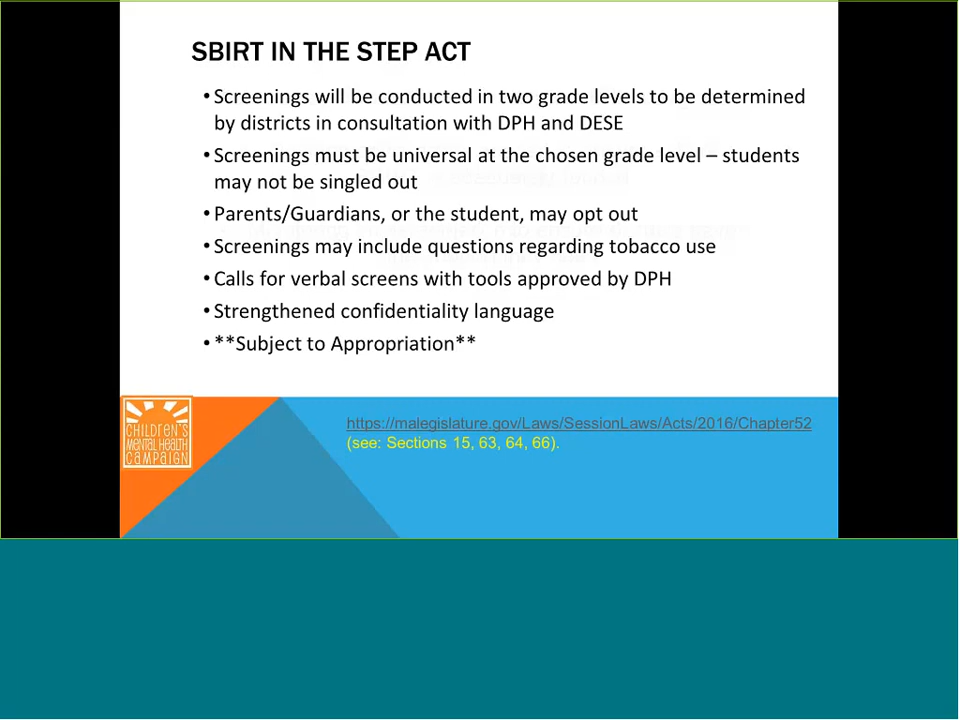 SBIRT IN THE STEP ACT
• Screenings will be conducted in two grade levels to be determined
by districts in consultation with DPH and DESE
• Screenings must be universal at the chosen grade level – students
may not be singled out
• Parents/Guardians, or the student, may opt out
• Screenings may include questions regarding tobacco use
• Calls for verbal screens with tools approved by DPH
• Strengthened confidentiality language
• **Subject to Appropriation**
https://malegislature.gov/Laws/SessionLaws/Acts/2016/Chapter52
(see: Sections 15, 63, 64, 66).
CHILDREN'S
MENTAL HEALTH
CAMPAIGN